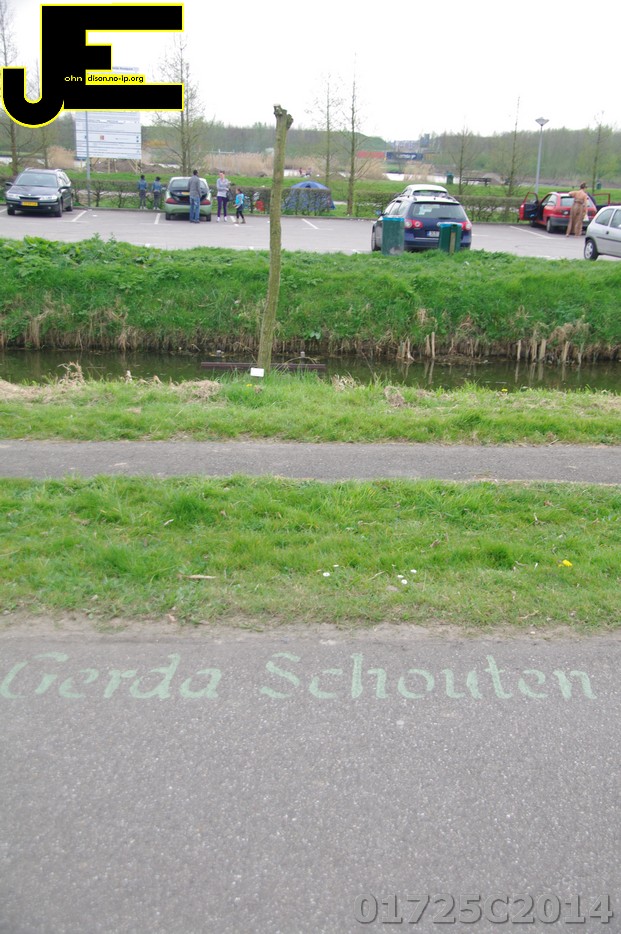 JE
ohn dison.no-ip.org
Gerda S Schouten
01725C2014